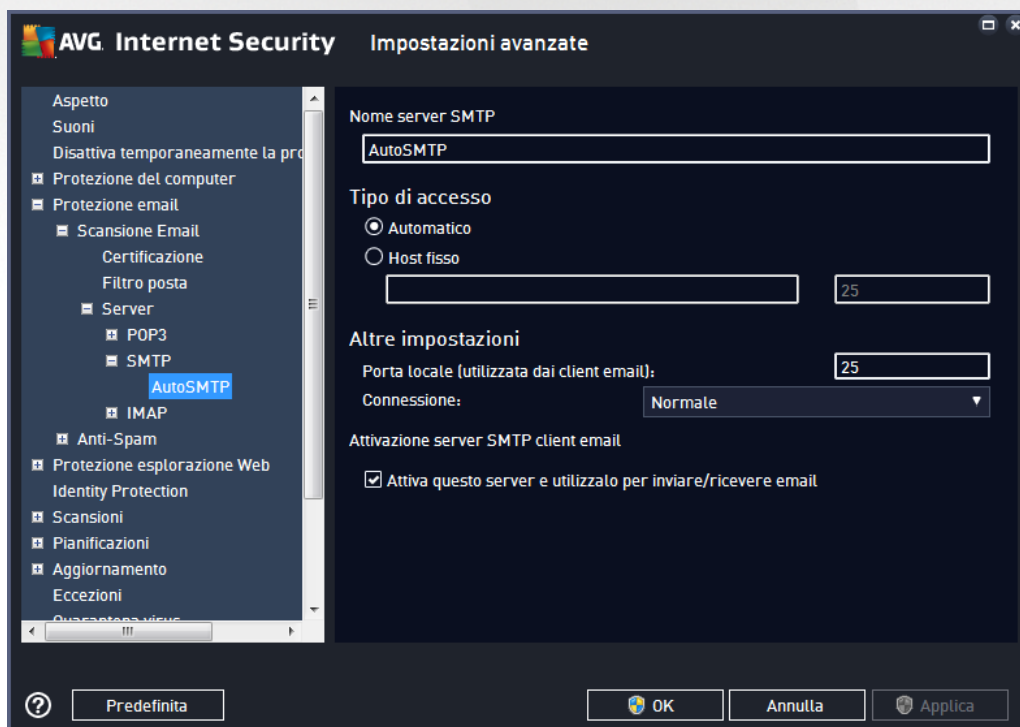 AVG. Internet Security Impostazioni avanzate
Aspetto
Suoni
Disattiva temporaneamente la pro
Protezione del computer
Protezione email
Scansione Email
Certificazione
Filtro posta
Server
POP3
SMTP
AutoSMTP
IMAP
Anti-Spam
Protezione esplorazione Web
Identity Protection
Scansioni
Pianificazioni
Aggiornamento
Eccezioni
Quarantena virus
Nome server SMTP
AutoSMTP
Tipo di accesso
Automatico
Host fisso
25
Altre impostazioni
Porta locale (utilizzata dai client email): 25
Connessione: Normale
Attivazione server SMTP client email
Attiva questo server e utilizzalo per inviare/ricevere email
? Predefinita OK Annulla Applica